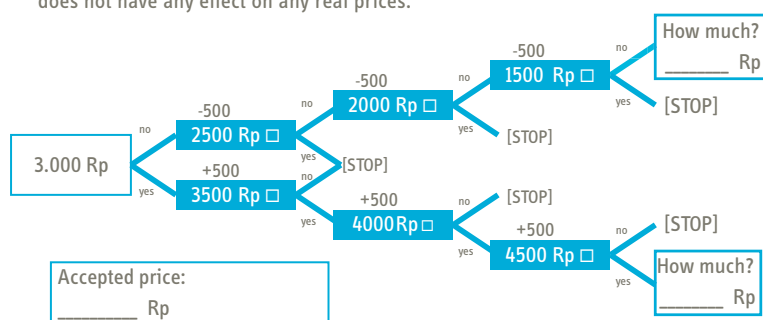 does not have any effect on any real prices.
How much?
________ Rp
-500
no
1500 Rp □
yes
[STOP]
-500
no
2000 Rp □
yes
[STOP]
-500
no
2500 Rp □
yes
[STOP]
3.000 Rp
no
yes
+500
3500 Rp □
no
yes
+500
4000Rp □
no
[STOP]
yes
+500
4500 Rp □
no
[STOP]
yes
How much?
________ Rp
Accepted price:
__________ Rp